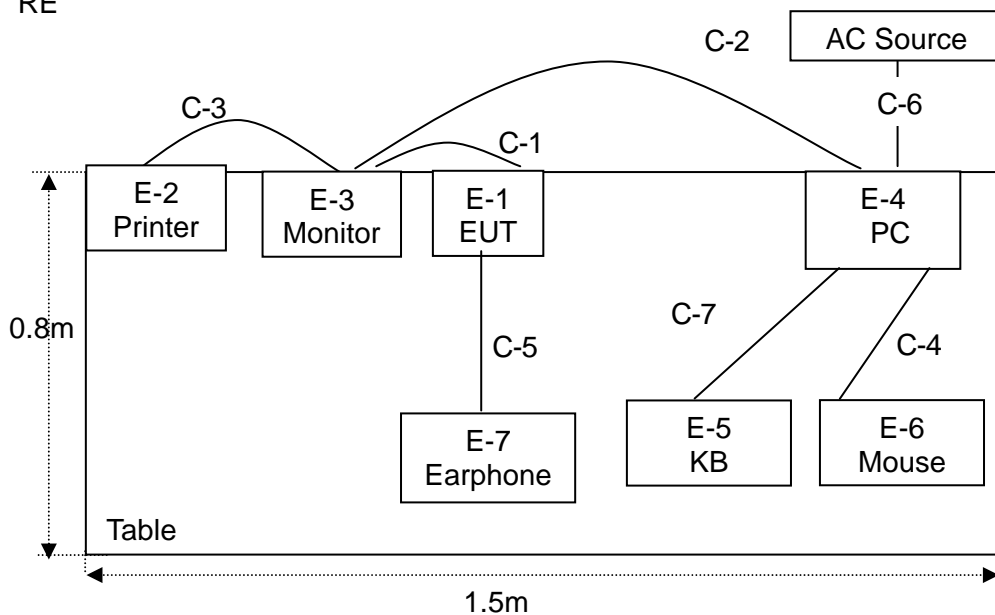 RE
C-2
AC Source
C-3
C-6
C-1
E-2
Printer
E-3
Monitor
E-1
EUT
E-4
PC
0.8m
C-7
C-5
C-4
E-7
Earphone
E-5
KB
E-6
Mouse
Table
1.5m